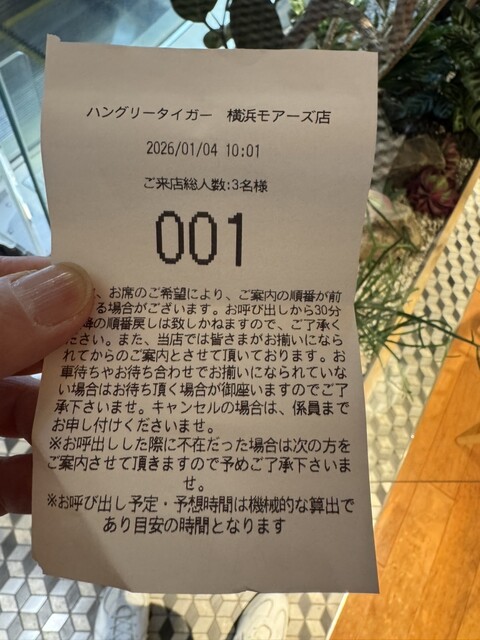 ハングリータイガー　横浜モアーズ店
2026/01/04 10:01
ご来店総人数:3名様
001
、お席のご希望により、ご案内の順番が前
る場合がございます。お呼び出しから30分
の順番戻しは致しかねますので、ご了承く
ださい。また、当店では皆さまがお揃いになら
れてからのご案内とさせて頂いております。お
車待ちやお待ち合わせでお揃いになられていな
い場合はお待ち頂く場合が御座いますのでご了
承下さいませ。キャンセルの場合は、係員まで
お申し付けくださいませ。
※お呼出しした際に不在だった場合は次の方を
ご案内させて頂きますので予めご了承下さいま
せ。
※お呼び出し予定・予想時間は機械的な算出で
あり目安の時間となります